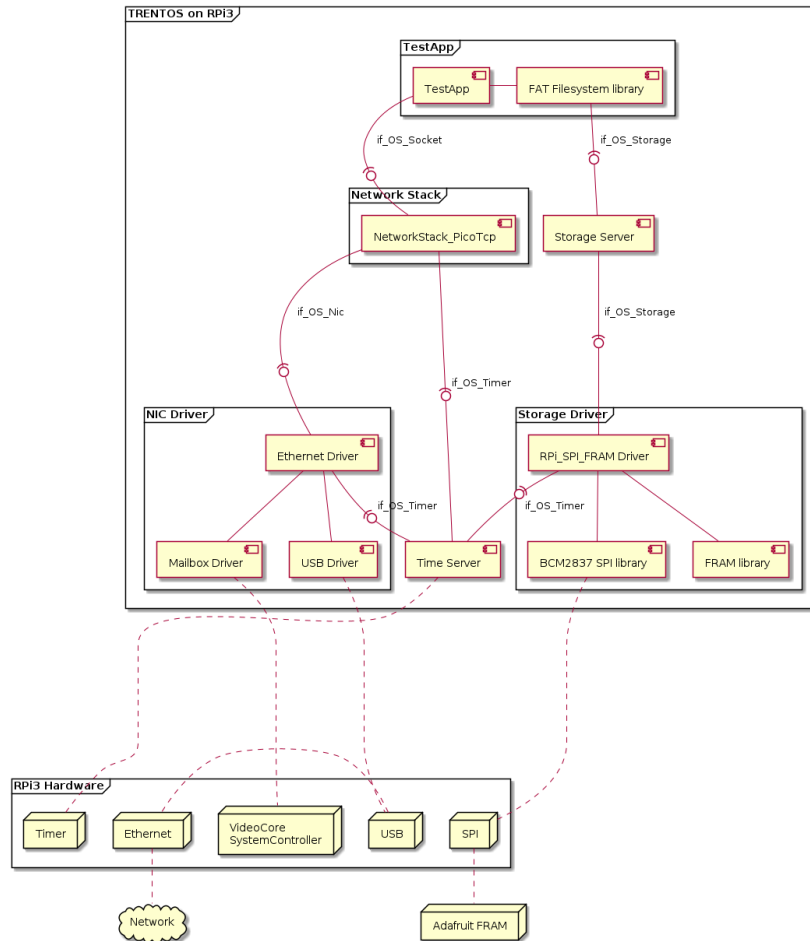 TRENTOS on RPi3
TestApp
TestApp
FAT Filesystem library
if_OS_Socket
if_OS_Storage
Network Stack
NetworkStack_PicoTcp
Storage Server
if_OS_Nic
if_OS_Storage
if_OS_Timer
NIC Driver
Storage Driver
Ethernet Driver
RPi_SPI_FRAM Driver
if_OS_Timer
if_OS_Timer
Mailbox Driver
USB Driver
Time Server
BCM2837 SPI library
FRAM library
RPi3 Hardware
Timer
Ethernet
VideoCore
SystemController
USB
SPI
Network
Adafruit FRAM